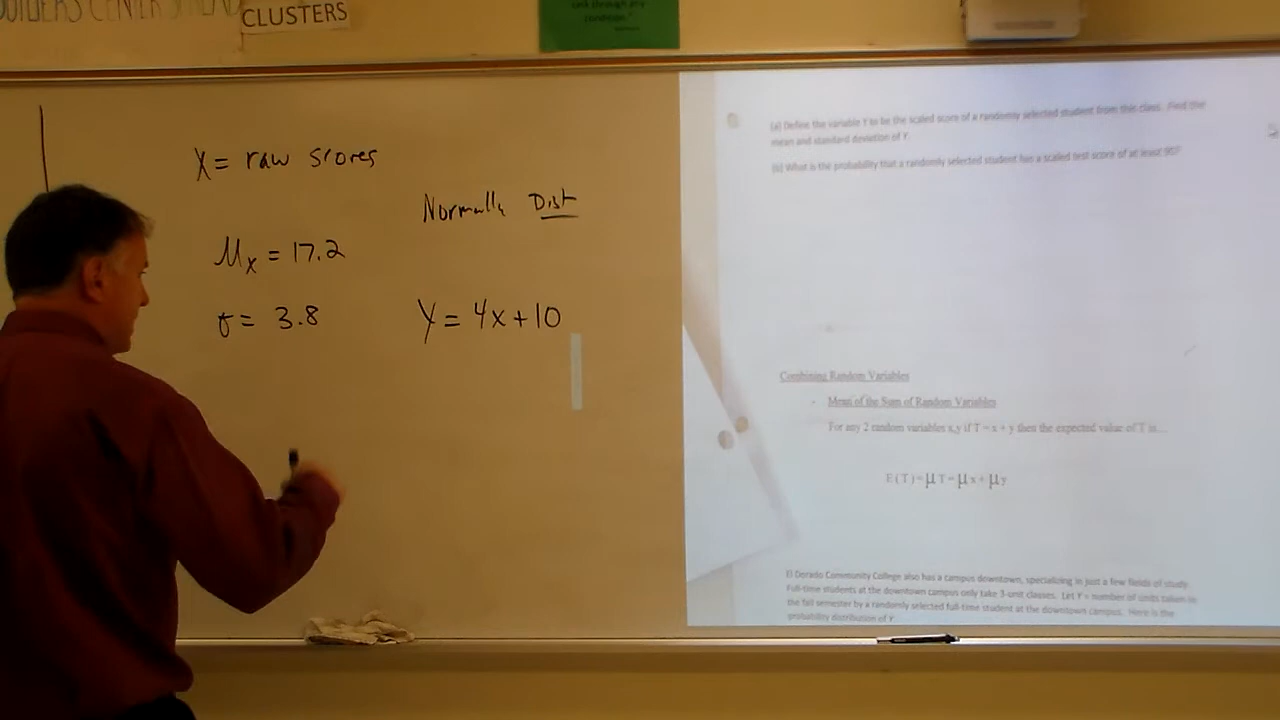 CLUSTERS
risk through any
condition."
X = raw scores
Normally Dist
μx = 17.2
σ = 3.8
Y = 4x+10
(a) Define the variable Y to be the scaled score of a randomly selected student from this class. Find the
mean and standard deviation of Y.
(b) What is the probability that a randomly selected student has a scaled test score of at least 90?
Combining Random Variables
- Mean of the Sum of Random Variables
For any 2 random variables x,y if T = x + y then the expected value of T is....
E(T)=μT=μx+μy
El Dorado Community College also has a campus downtown, specializing in just a few fields of study.
Full-time students at the downtown campus only take 3-unit classes. Let Y = number of units taken in
the fall semester by a randomly selected full-time student at the downtown campus. Here is the
probability distribution of Y